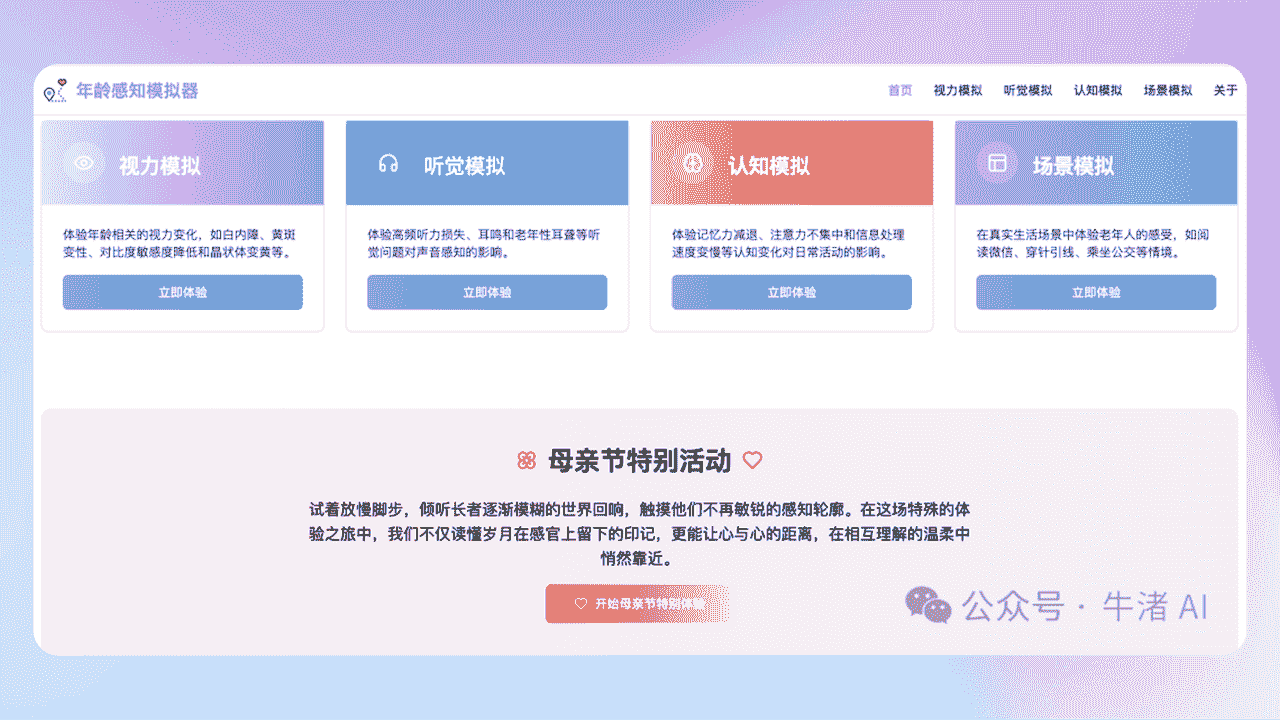 年龄感知模拟器
首页 视力模拟 听觉模拟 认知模拟 场景模拟 关于
视力模拟
体验年龄相关的视力变化，如白内障、黄斑
变性、对比度敏感度降低和晶状体变黄等。
立即体验
听觉模拟
体验高频听力损失、耳鸣和老年性耳聋等听
觉问题对声音感知的影响。
立即体验
认知模拟
体验记忆力减退、注意力不集中和信息处理
速度变慢等认知变化对日常活动的影响。
立即体验
场景模拟
在真实生活场景中体验老年人的感受，如阅
读微信、穿针引线、乘坐公交等情境。
立即体验
母亲节特别活动
试着放慢脚步，倾听长者逐渐模糊的世界回响，触摸他们不再敏锐的感知轮廓。在这场特殊的体
验之旅中，我们不仅读懂岁月在感官上留下的印记，更能让心与心的距离，在相互理解的温柔中
悄然靠近。
开始母亲节特别体验
公众号 · 牛渚 AI